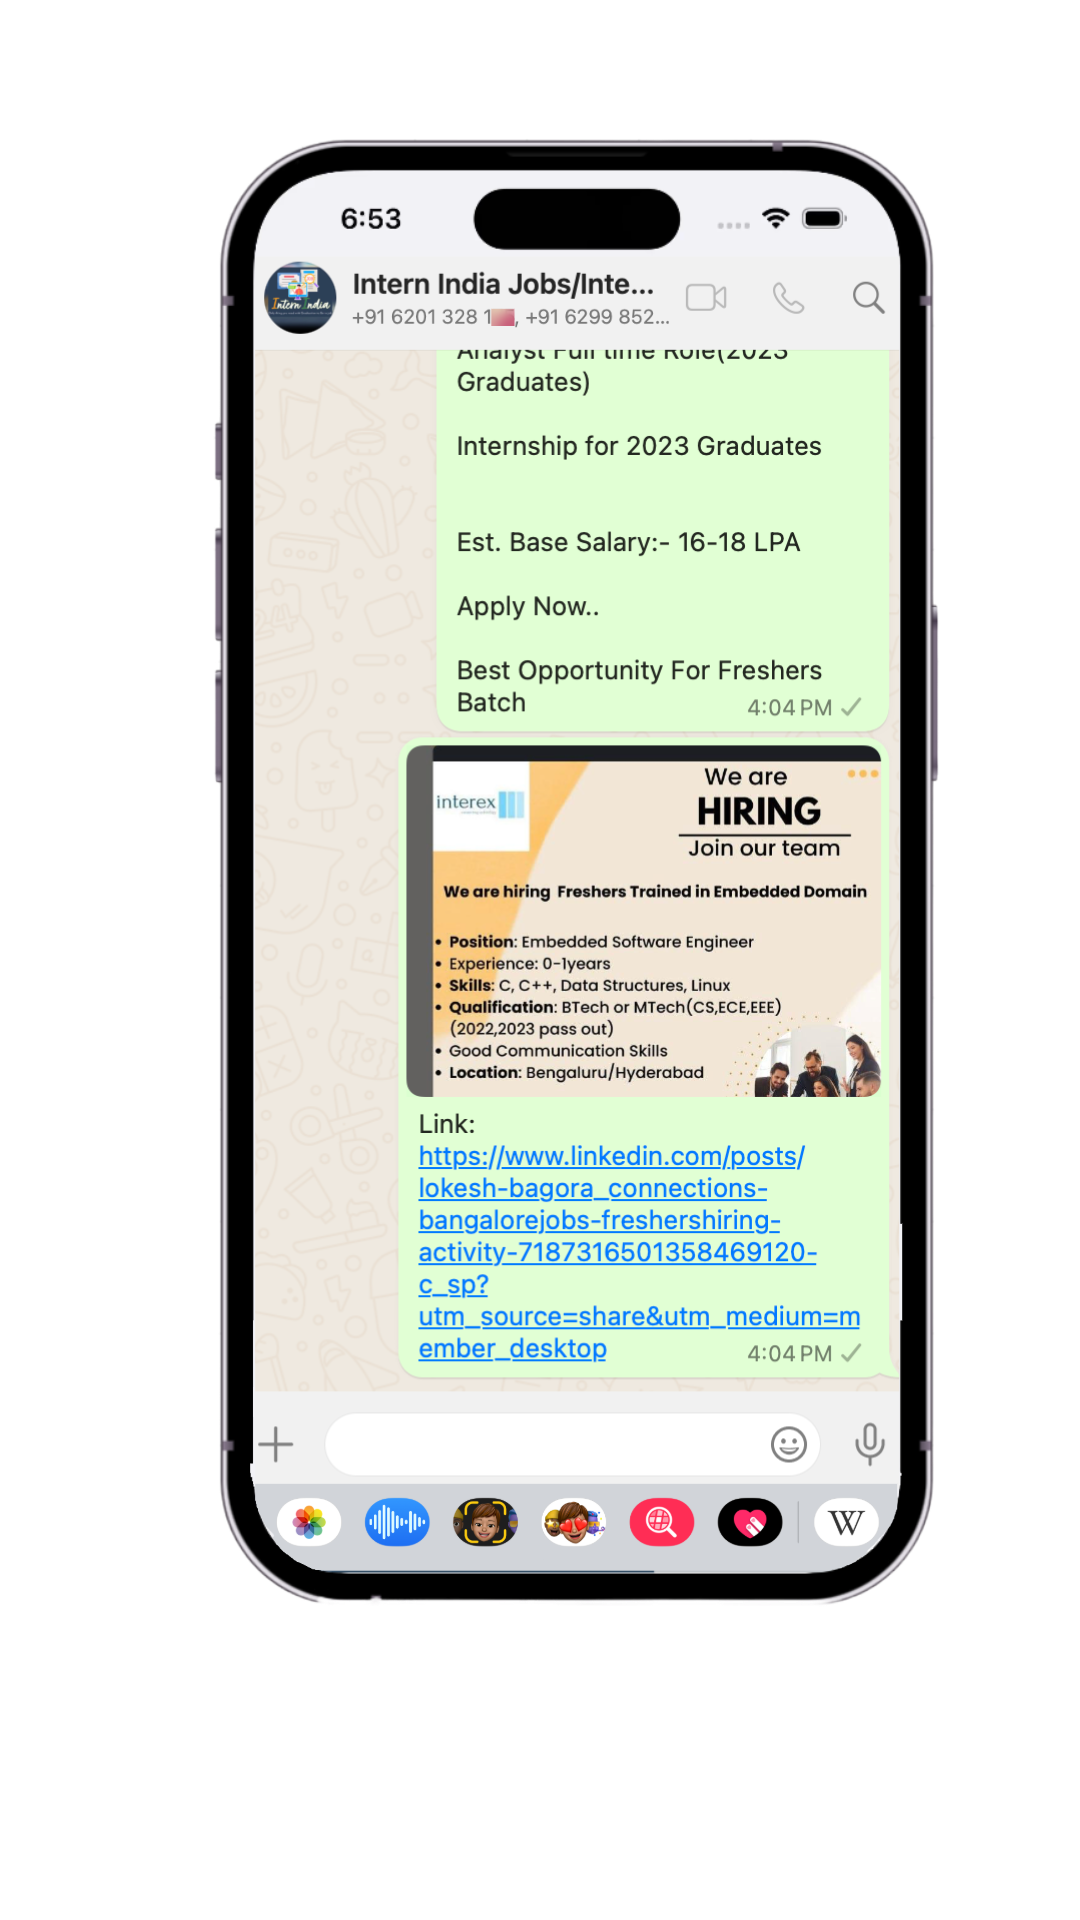 6:53
Intern India Jobs/Inte...
+91 6201 328 1, +91 6299 852...
Intern India
Analyst Full time Role(2023
Graduates)
Internship for 2023 Graduates
Est. Base Salary:- 16-18 LPA
Apply Now..
Best Opportunity For Freshers
Batch
4:04 PM
interex
We are
HIRING
Join our team
We are hiring Freshers Trained in Embedded Domain
• Position: Embedded Software Engineer
• Experience: 0-1years
• Skills: C, C++, Data Structures, Linux
• Qualification: BTech or MTech(CS,ECE,EEE)
(2022,2023 pass out)
• Good Communication Skills
• Location: Bengaluru/Hyderabad
Link:
https://www.linkedin.com/posts/
lokesh-bagora_connections-
bangalorejobs-freshershiring-
activity-7187316501358469120-
c_sp?
utm_source=share&utm_medium=m
ember_desktop
4:04 PM
W